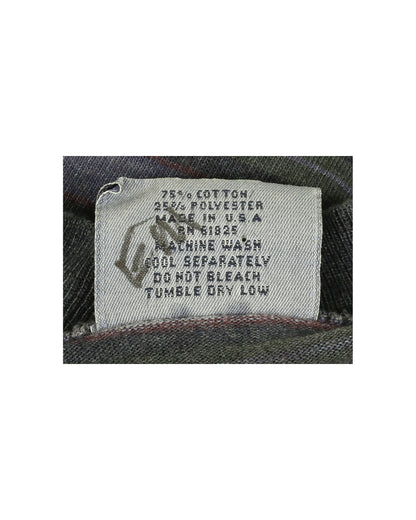 75% COTTON/
25% POLYESTER
MADE IN U.S.A
RN 61825
MACHINE WASH
COOL SEPARATELY
DO NOT BLEACH
TUMBLE DRY LOW